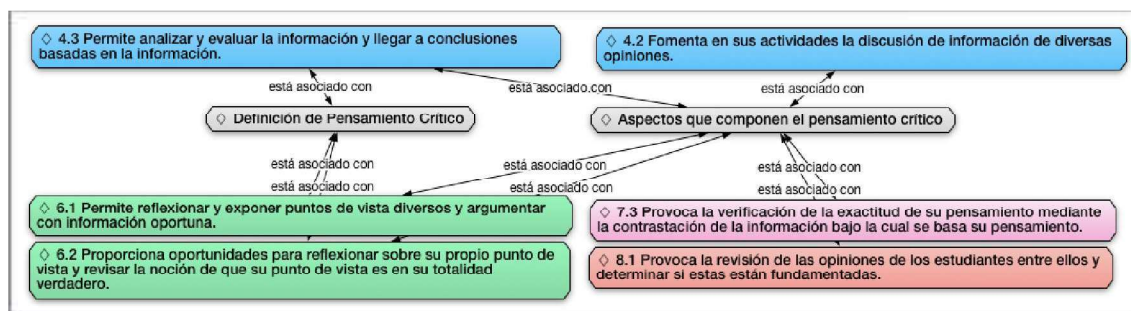 ◇ 4.3 Permite analizar y evaluar la información y llegar a conclusiones
basadas en la información.
◇ 4.2 Fomenta en sus actividades la discusión de información de diversas
opiniones.
está asociado con
está asociado con
está asociado con
◇ Definición de Pensamiento Crítico
◇ Aspectos que componen el pensamiento crítico
está asociado con
está asociado con
está asociado con
está asociado con
está asociado con
está asociado con
◇ 6.1 Permite reflexionar y exponer puntos de vista diversos y argumentar
con información oportuna.
◇ 6.2 Proporciona oportunidades para reflexionar sobre su propio punto de
vista y revisar la noción de que su punto de vista es en su totalidad
verdadero.
◇ 7.3 Provoca la verificación de la exactitud de su pensamiento mediante
la contrastación de la información bajo la cual se basa su pensamiento.
◇ 8.1 Provoca la revisión de las opiniones de los estudiantes entre ellos y
determinar si estas están fundamentadas.